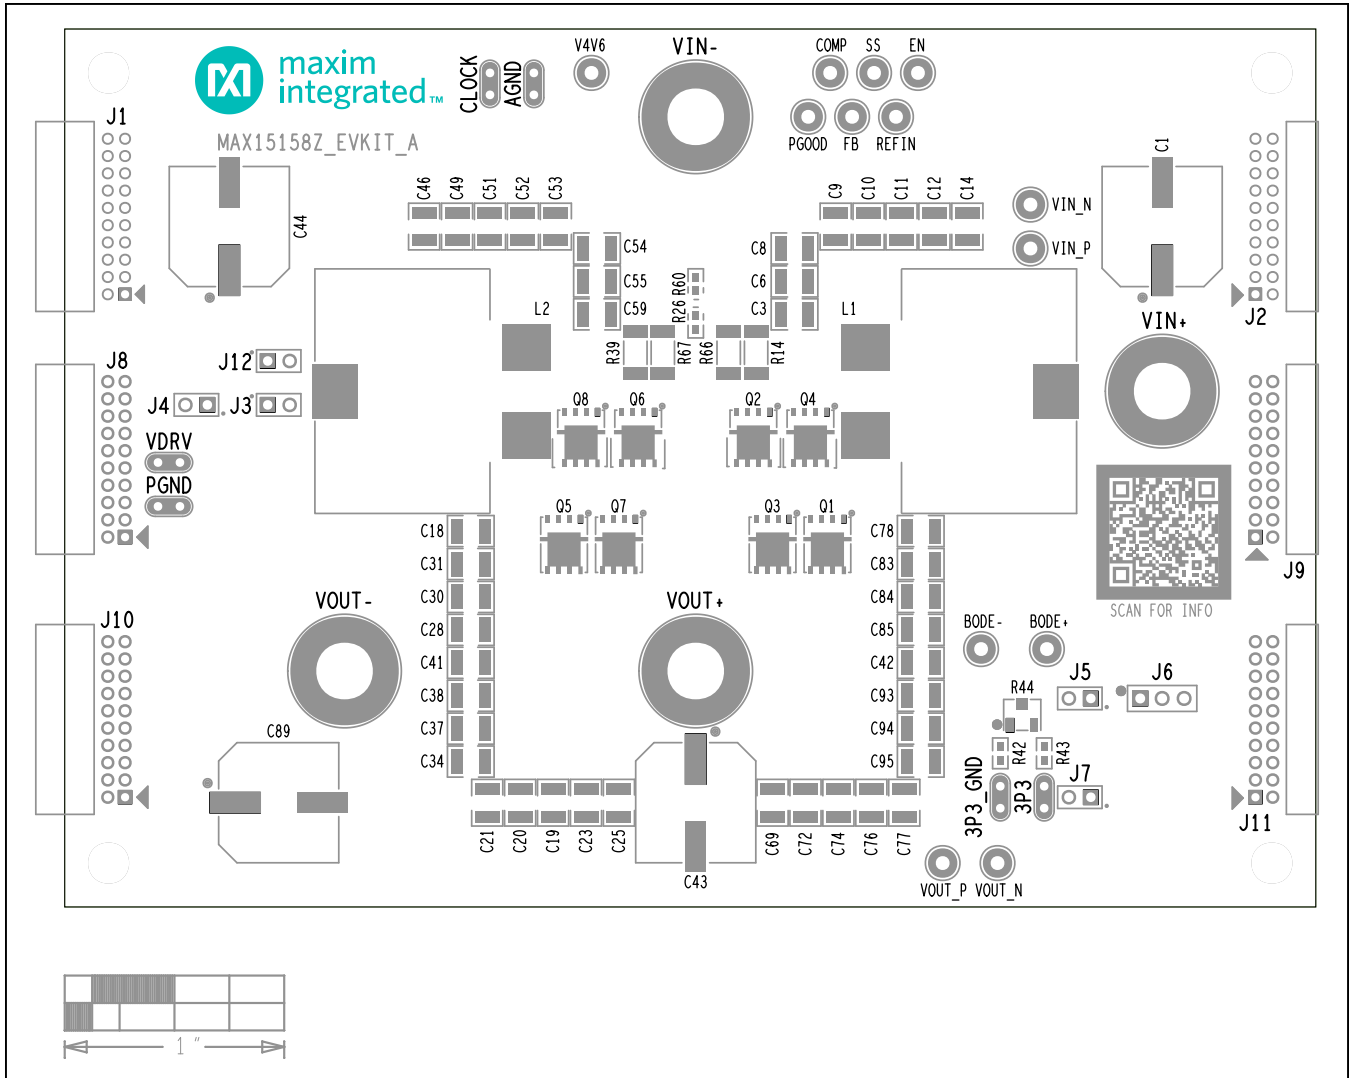 maxim
integrated™
MAX15158Z_EVKIT_A
CLOCK
AGND
V4V6
VIN-
COMP
SS
EN
PGOOD
FB
REFIN
J1
C44
C46
C49
C51
C52
C53
C9
C10
C11
C12
C14
VIN_N
VIN_P
C1
J2
C54
C55
C59
C8
C6
C3
R60
R26
L2
L1
R39
R67
R66
R14
VIN+
J8
J12
J4
J3
VDRV
PGND
Q8
Q6
Q2
Q4
Q5
Q7
Q3
Q1
J9
SCAN FOR INFO
C18
C31
C30
C28
C41
C38
C37
C34
C78
C83
C84
C85
C42
C93
C94
C95
J10
VOUT-
VOUT+
BODE-
BODE+
J5
J6
R44
R42
R43
C89
3P3_GND
3P3
J7
J11
C21
C20
C19
C23
C25
C43
C69
C72
C74
C76
C77
VOUT_P
VOUT_N
1 "